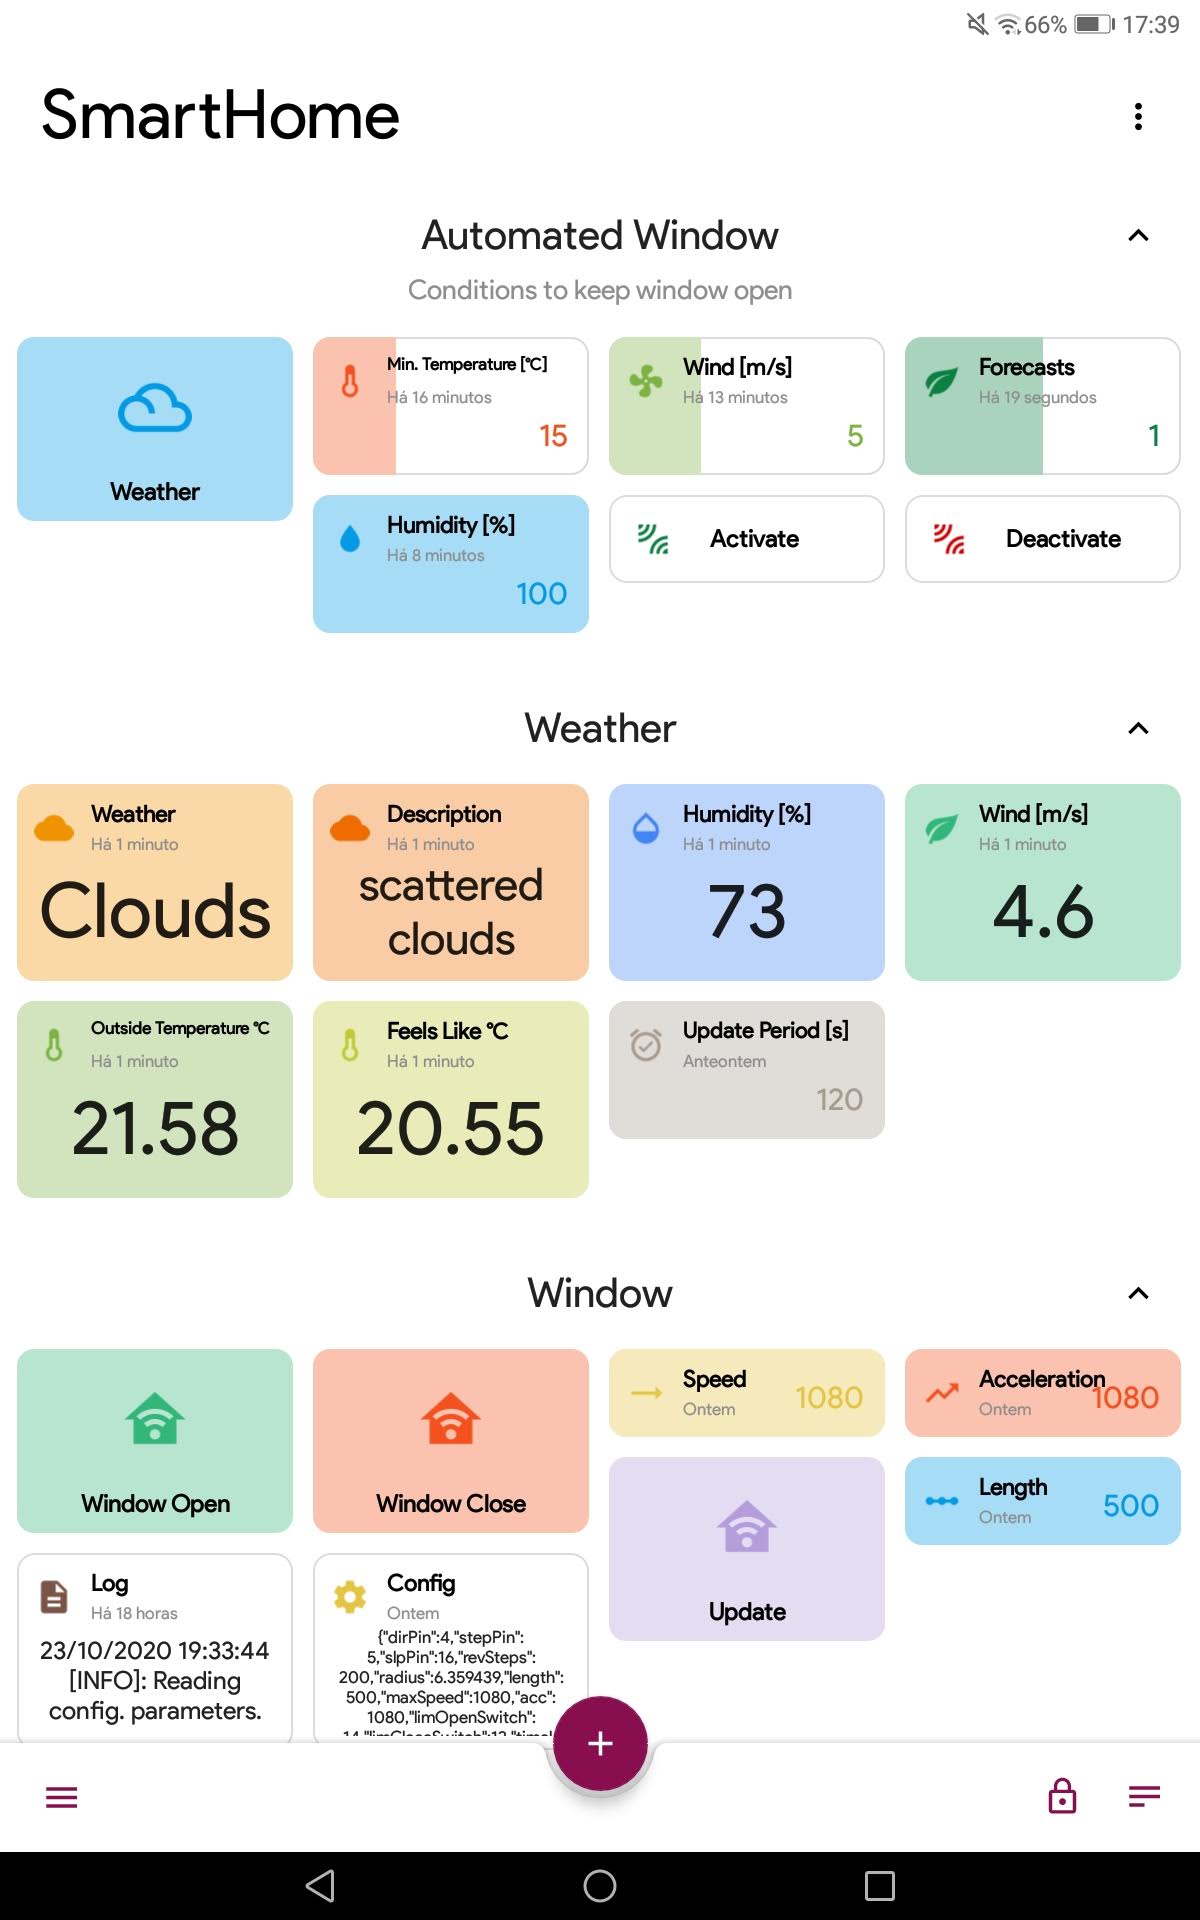 66% 17:39
SmartHome
Automated Window
Conditions to keep window open
Weather
Min. Temperature [°C]
Há 16 minutos
15
Wind [m/s]
Há 13 minutos
5
Forecasts
Há 19 segundos
1
Humidity [%]
Há 8 minutos
100
Activate
Deactivate
Weather
Weather
Há 1 minuto
Clouds
Description
Há 1 minuto
scattered
clouds
Humidity [%]
Há 1 minuto
73
Wind [m/s]
Há 1 minuto
4.6
Outside Temperature °C
Há 1 minuto
21.58
Feels Like °C
Há 1 minuto
20.55
Update Period [s]
Anteontem
120
Window
Window Open
Window Close
Speed
Ontem
1080
Acceleration
Ontem
1080
Update
Length
Ontem
500
Log
Há 18 horas
23/10/2020 19:33:44
[INFO]: Reading
config. parameters.
Config
Ontem
{"dirPin":4,"stepPin":
5,"slpPin":16,"revSteps":
200,"radius":6.359439,"length":
500,"maxSpeed":1080,"acc":
1080,"limOpenSwitch":